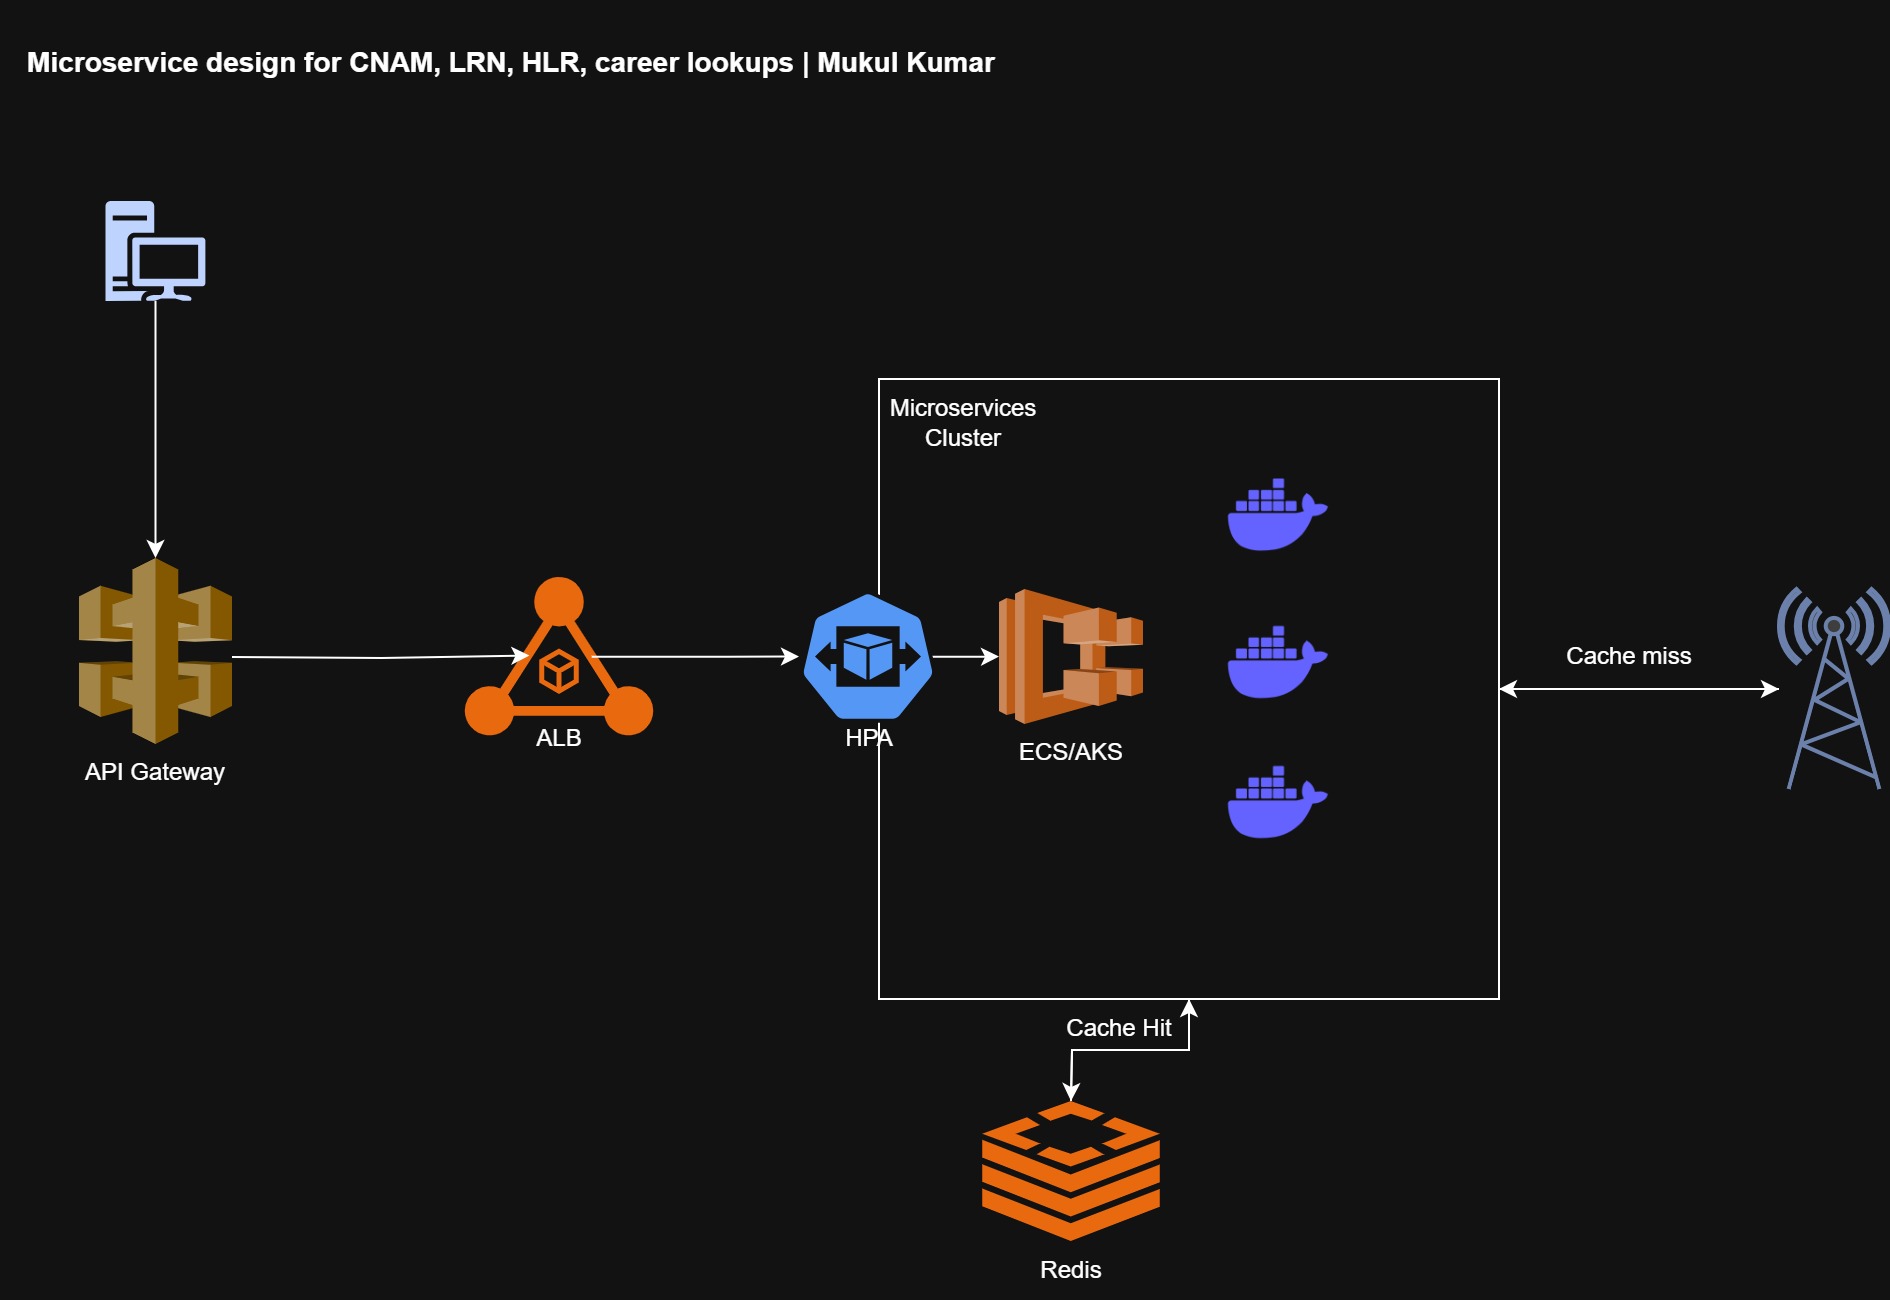 Microservice design for CNAM, LRN, HLR, career lookups | Mukul Kumar
Microservices
Cluster
API Gateway
ALB
HPA
ECS/AKS
Cache miss
Cache Hit
Redis